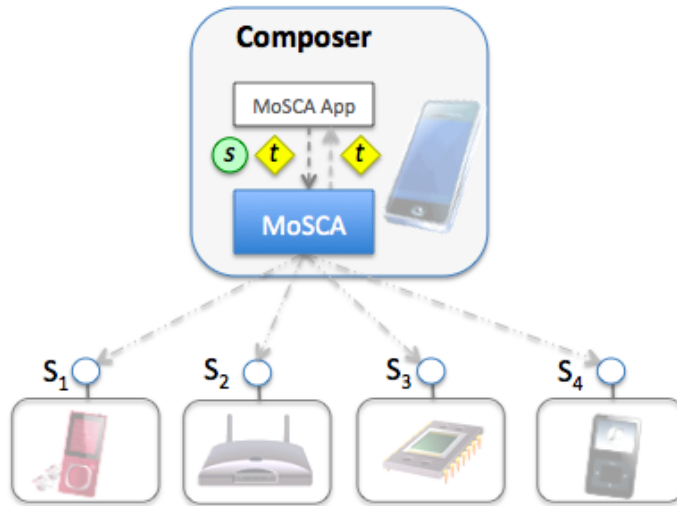 Composer
MoSCA App
s t t
MoSCA
S1 S2 S3 S4